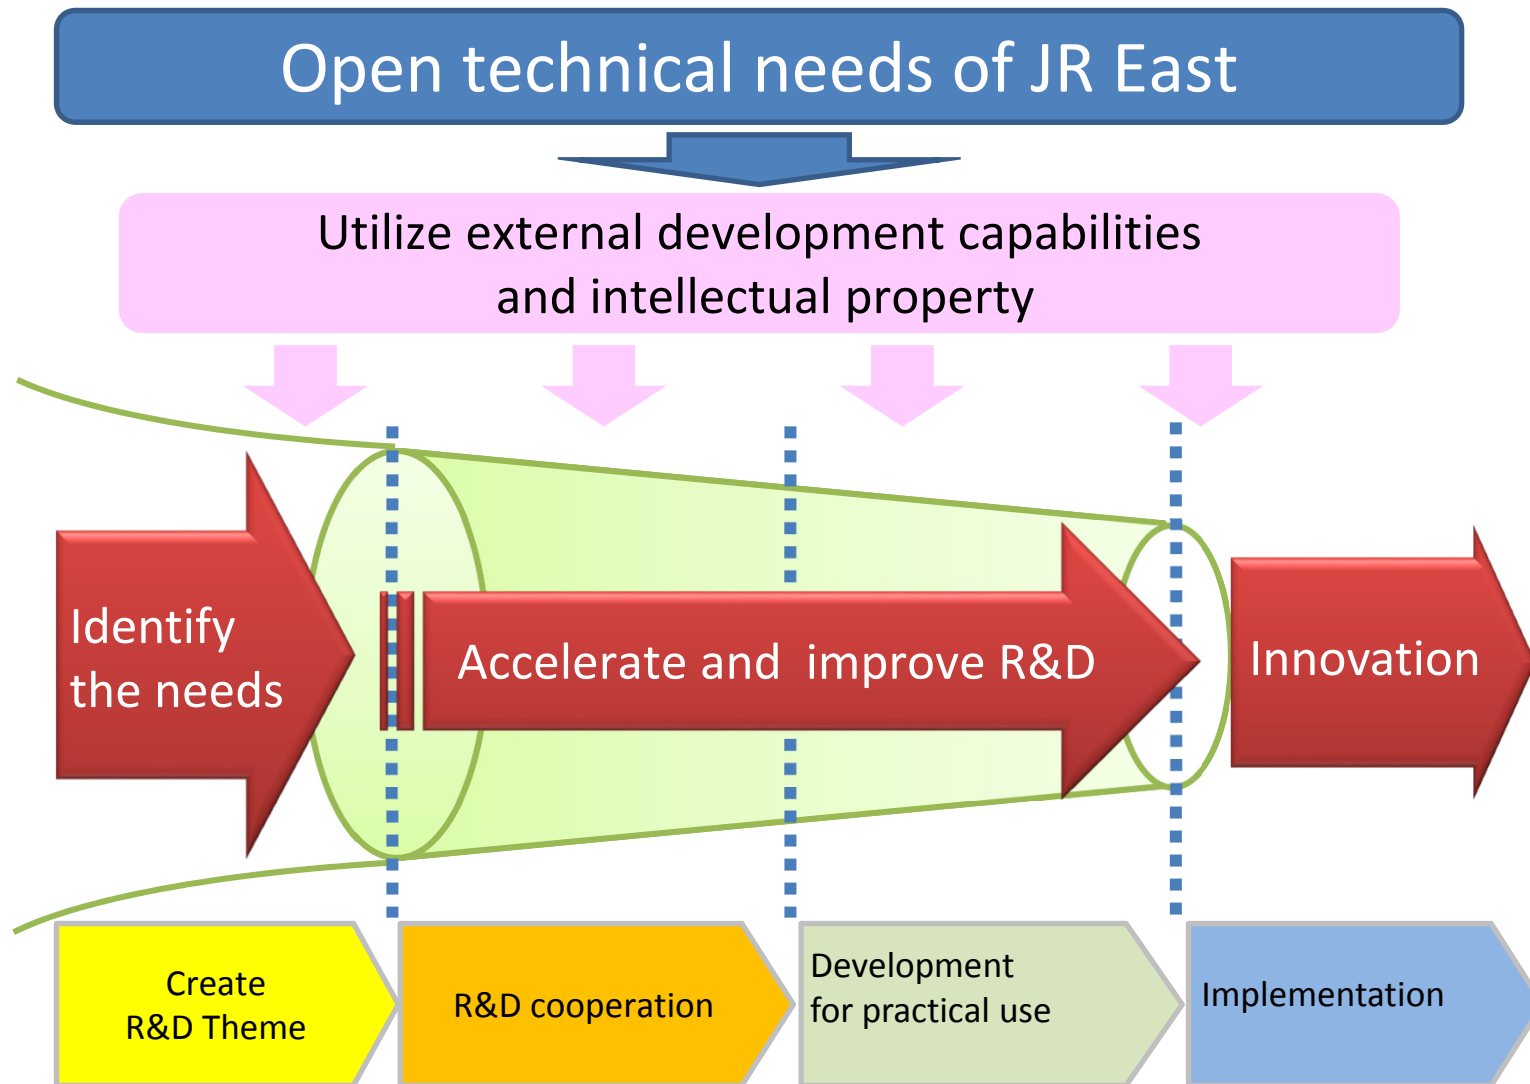 Open technical needs of JR East
Utilize external development capabilities
and intellectual property
Identify
the needs
Accelerate and improve R&D
Innovation
Create
R&D Theme
R&D cooperation
Development
for practical use
Implementation